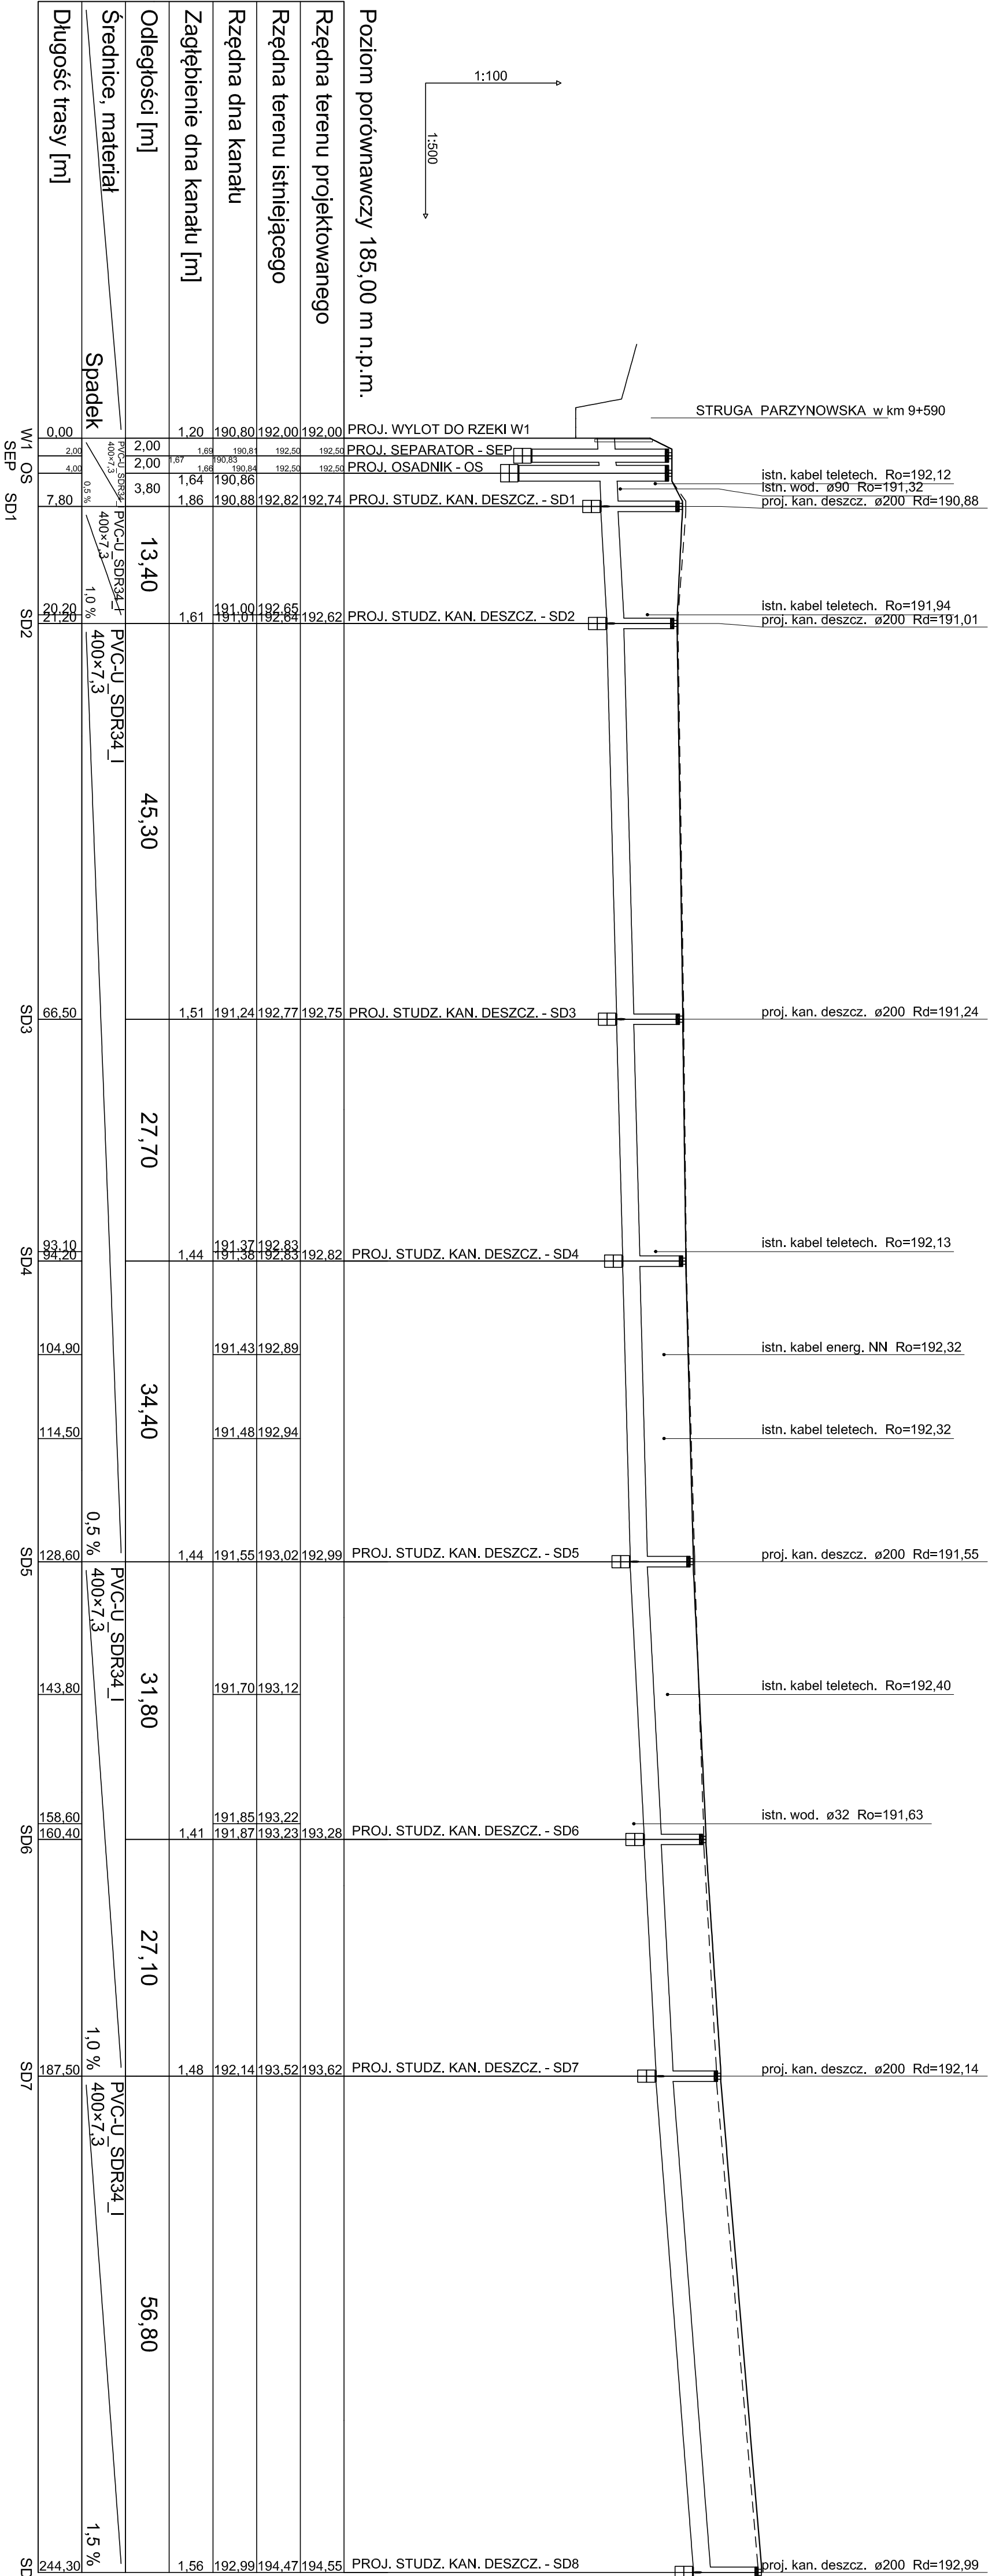 1:100
1:500
Poziom porównawczy 185,00 m n.p.m.
Rzędna terenu projektowanego
Rzędna terenu istniejącego
Rzędna dna kanału
Zagłębienie dna kanału [m]
Odległości [m]
Średnice, materiał
Spadek
Długość trasy [m]
STRUGA PARZYNOWSKA w km 9+590
W1
0,00
1,20
190,80
192,00
192,00
PROJ. WYLOT DO RZEKI W1
2,00
PVC-U_SDR34_I
400×7,3
0,5 %
SEP
2,00
1,69
190,81
192,50
192,50
PROJ. SEPARATOR - SEP
1,67
190,83
2,00
OS
4,00
1,66
190,84
192,50
192,50
PROJ. OSADNIK - OS
1,64
190,86
3,80
istn. kabel teletech. Ro=192,12
istn. wod. ø90 Ro=191,32
SD1
7,80
1,86
190,88
192,82
192,74
PROJ. STUDZ. KAN. DESZCZ. - SD1
proj. kan. deszcz. ø200 Rd=190,88
PVC-U_SDR34_I
400×7,3
13,40
1,0 %
20,20
191,00
192,65
istn. kabel teletech. Ro=191,94
SD2
21,20
1,61
191,01
192,64
192,62
PROJ. STUDZ. KAN. DESZCZ. - SD2
proj. kan. deszcz. ø200 Rd=191,01
PVC-U_SDR34_I
400×7,3
45,30
SD3
66,50
1,51
191,24
192,77
192,75
PROJ. STUDZ. KAN. DESZCZ. - SD3
proj. kan. deszcz. ø200 Rd=191,24
27,70
93,10
191,37
192,83
istn. kabel teletech. Ro=192,13
SD4
94,20
1,44
191,38
192,83
192,82
PROJ. STUDZ. KAN. DESZCZ. - SD4
104,90
191,43
192,89
istn. kabel energ. NN Ro=192,32
34,40
114,50
191,48
192,94
istn. kabel teletech. Ro=192,32
0,5 %
SD5
128,60
1,44
191,55
193,02
192,99
PROJ. STUDZ. KAN. DESZCZ. - SD5
proj. kan. deszcz. ø200 Rd=191,55
PVC-U_SDR34_I
400×7,3
31,80
143,80
191,70
193,12
istn. kabel teletech. Ro=192,40
158,60
191,85
193,22
istn. wod. ø32 Ro=191,63
SD6
160,40
1,41
191,87
193,23
193,28
PROJ. STUDZ. KAN. DESZCZ. - SD6
27,10
1,0 %
SD7
187,50
1,48
192,14
193,52
193,62
PROJ. STUDZ. KAN. DESZCZ. - SD7
proj. kan. deszcz. ø200 Rd=192,14
PVC-U_SDR34_I
400×7,3
56,80
1,5 %
244,30
1,56
192,99
194,47
194,55
PROJ. STUDZ. KAN. DESZCZ. - SD8
proj. kan. deszcz. ø200 Rd=192,99